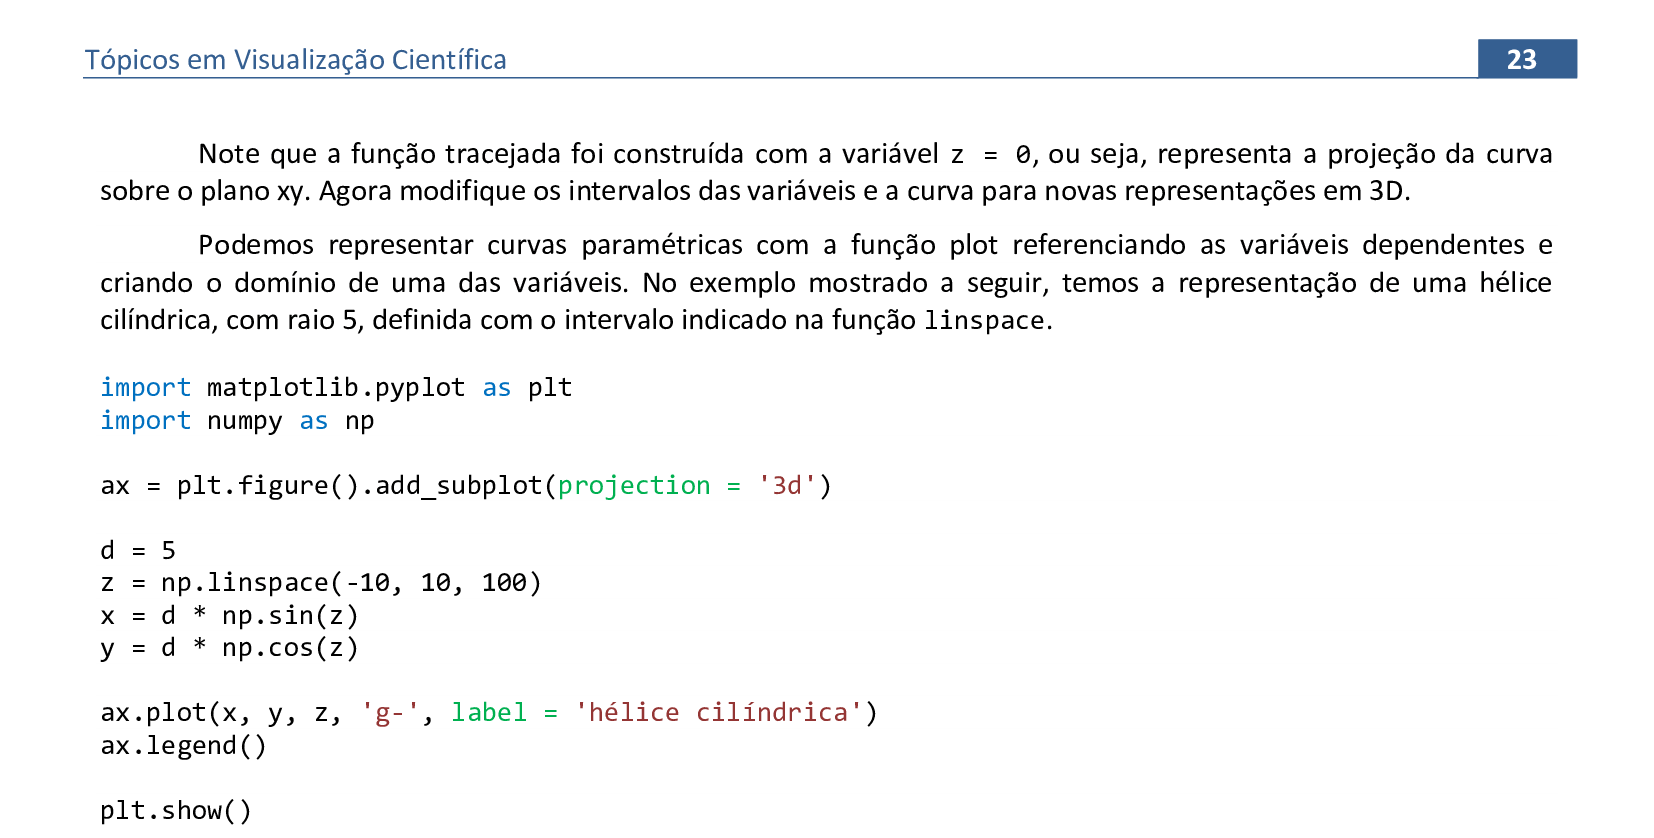 Tópicos em Visualização Científica
23
Note que a função tracejada foi construída com a variável z = 0, ou seja, representa a projeção da curva
sobre o plano xy. Agora modifique os intervalos das variáveis e a curva para novas representações em 3D.
Podemos representar curvas paramétricas com a função plot referenciando as variáveis dependentes e
criando o domínio de uma das variáveis. No exemplo mostrado a seguir, temos a representação de uma hélice
cilíndrica, com raio 5, definida com o intervalo indicado na função linspace.
import matplotlib.pyplot as plt
import numpy as np
ax = plt.figure().add_subplot(projection = '3d')
d = 5
z = np.linspace(-10, 10, 100)
x = d * np.sin(z)
y = d * np.cos(z)
ax.plot(x, y, z, 'g-', label = 'hélice cilíndrica')
ax.legend()
plt.show()